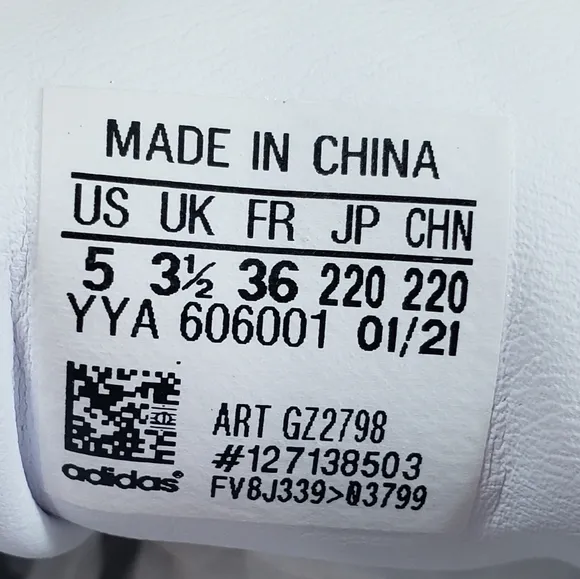 MADE IN CHINA
US UK FR JP CHN
5 3½ 36 220 220
YYA 606001 01/21
ART GZ2798
#127138503
adidas®
FV8J339>03799